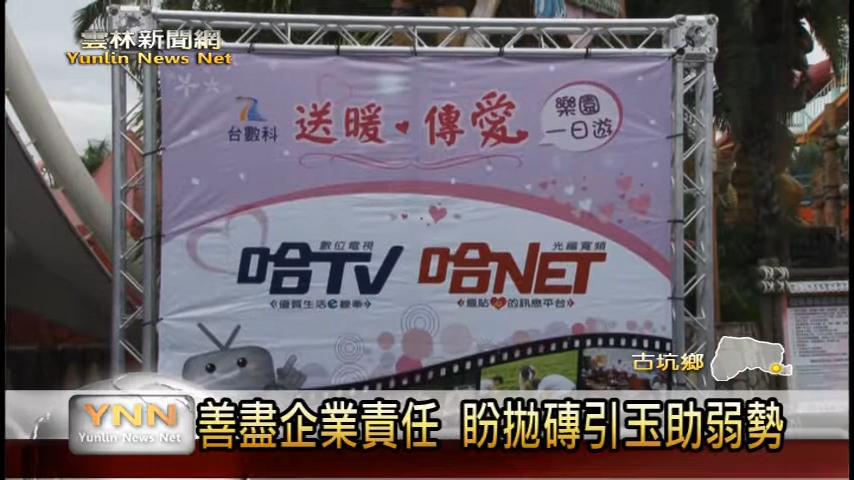 雲林新聞網
Yunlin News Net
台數科
送暖傳愛
樂園
一日遊
數位電視
哈TV
優質生活e線牽
光纖寬頻
哈NET
的訊息平台
古坑鄉
YNN
Yunlin News Net
善盡企業責任 盼拋磚引玉助弱勢